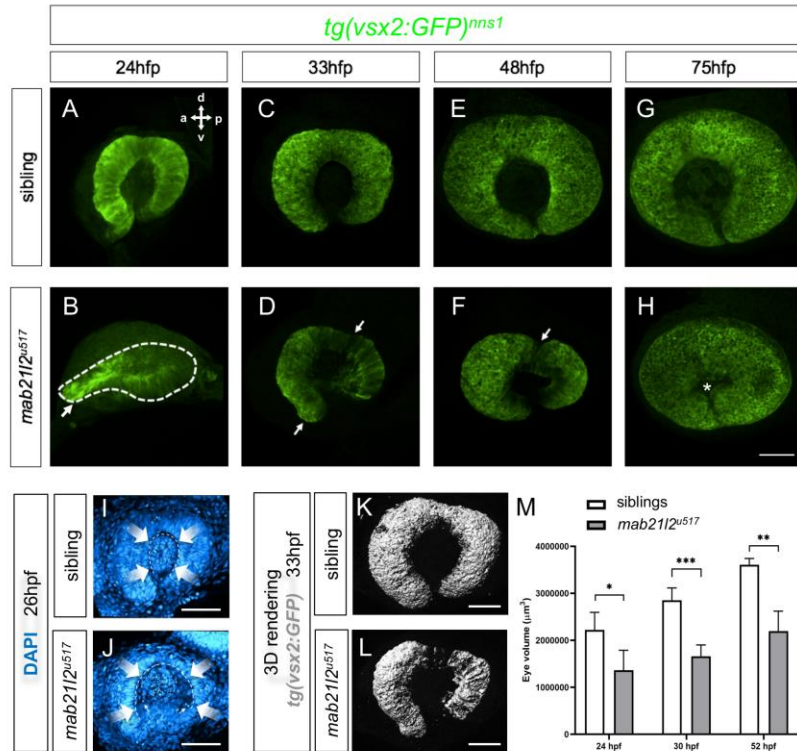 tg(vsx2:GFP)nns1
24hfp 33hfp 48hfp 75hfp
sibling
A
d
a p
v
C
E
G
mab21l2u517
B
D
F
H
*
DAPI 26hpf
sibling
I
mab21l2u517
J
3D rendering
tg(vsx2:GFP) 33hpf
sibling
K
mab21l2u517
L
M
siblings
mab21l2u517
Eye volume (μm3)
4000000
3000000
2000000
1000000
0
*
***
**
24 hpf 30 hpf 52 hpf